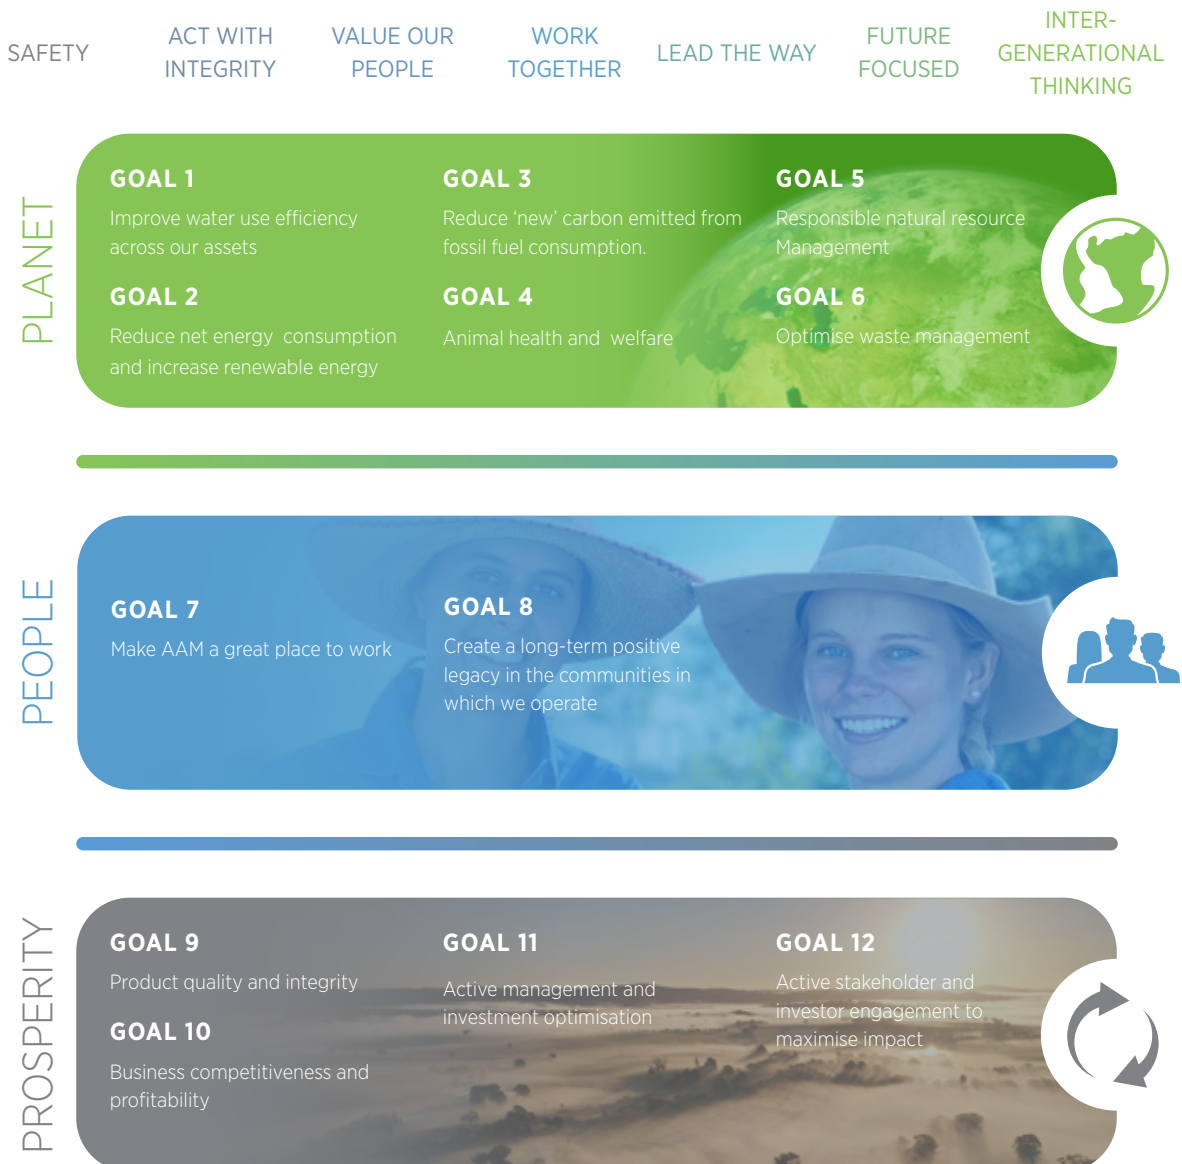 SAFETY
ACT WITH
INTEGRITY
VALUE OUR
PEOPLE
WORK
TOGETHER
LEAD THE WAY
FUTURE
FOCUSED
INTER-
GENERATIONAL
THINKING
PLANET
GOAL 1
Improve water use efficiency
across our assets
GOAL 2
Reduce net energy consumption
and increase renewable energy
GOAL 3
Reduce ‘new’ carbon emitted from
fossil fuel consumption.
GOAL 4
Animal health and welfare
GOAL 5
Responsible natural resource
Management
GOAL 6
Optimise waste management
PEOPLE
GOAL 7
Make AAM a great place to work
GOAL 8
Create a long-term positive
legacy in the communities in
which we operate
PROSPERITY
GOAL 9
Product quality and integrity
GOAL 10
Business competitiveness and
profitability
GOAL 11
Active management and
investment optimisation
GOAL 12
Active stakeholder and
investor engagement to
maximise impact